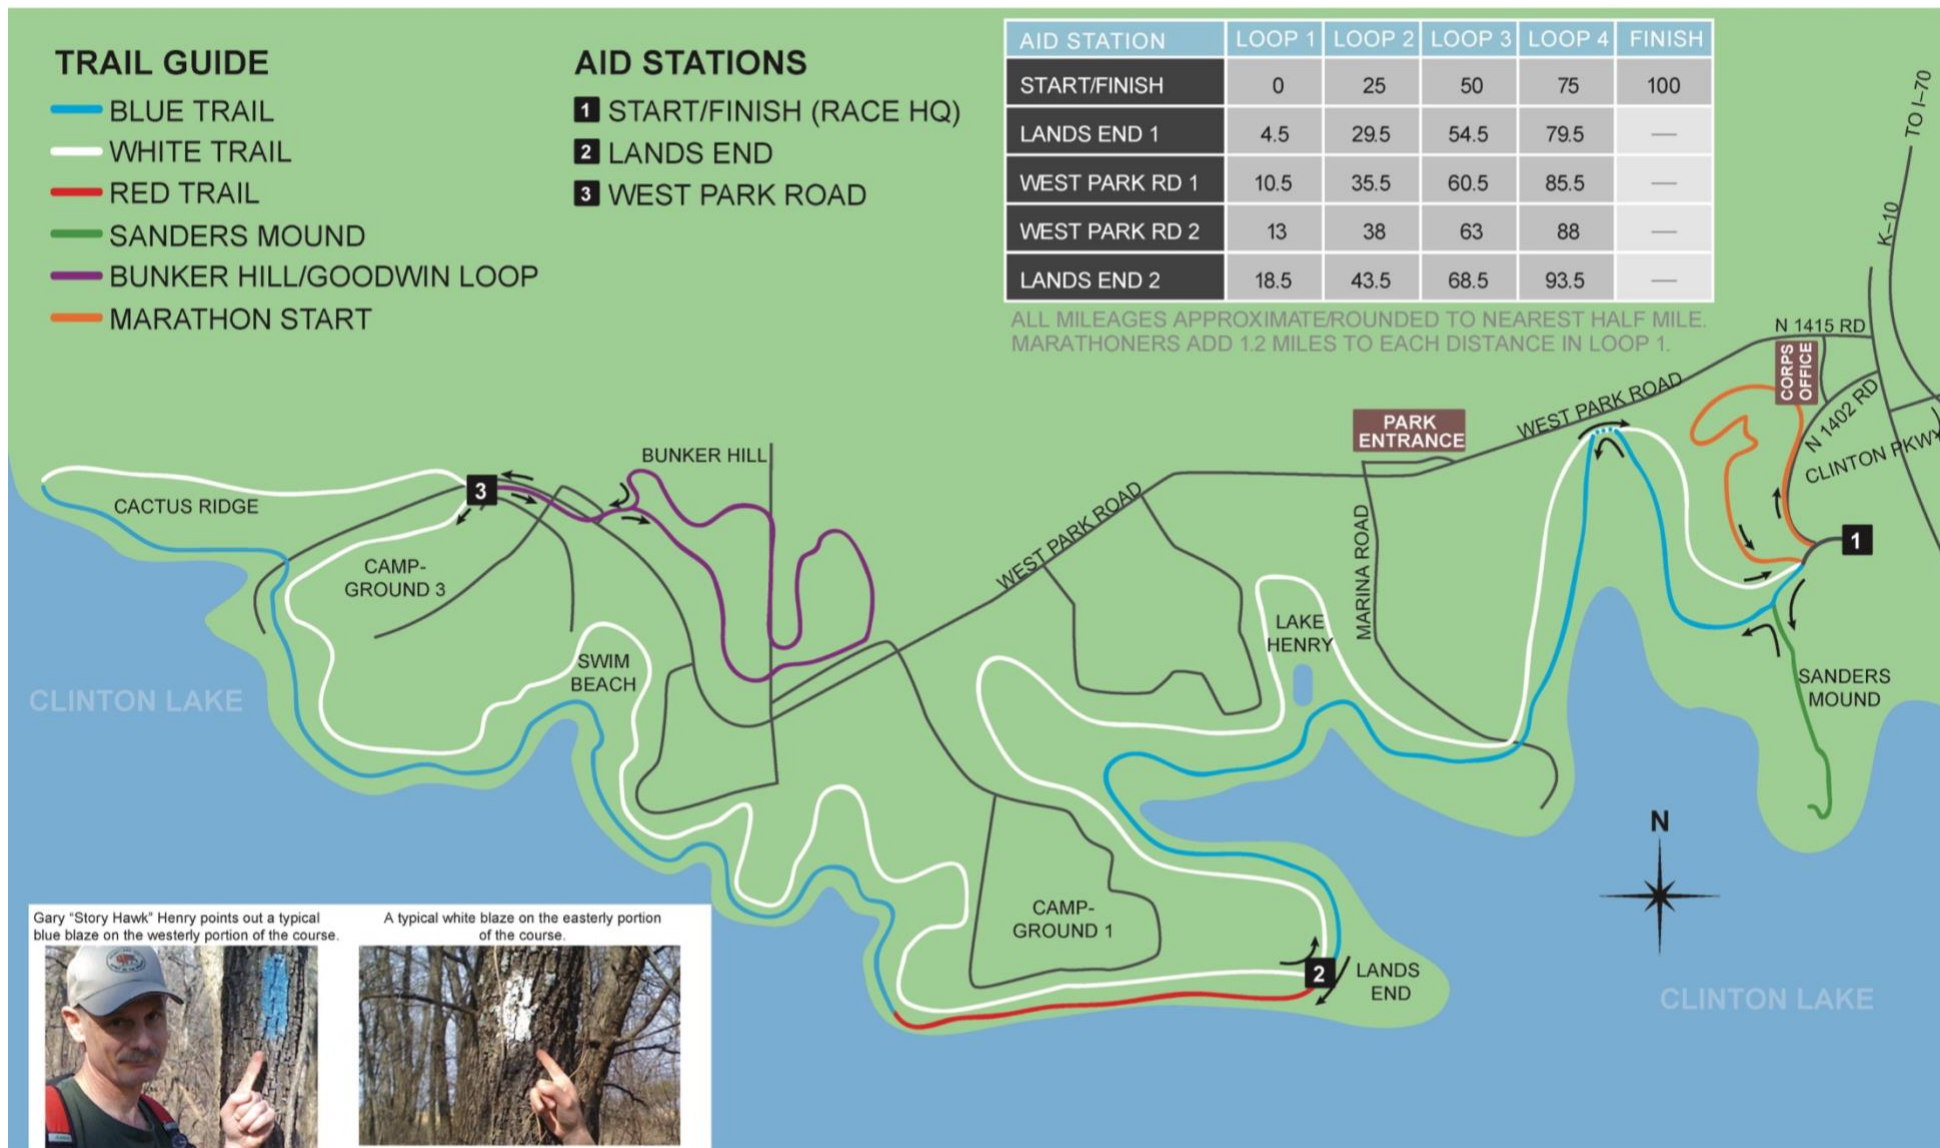 TRAIL GUIDE
BLUE TRAIL
WHITE TRAIL
RED TRAIL
SANDERS MOUND
BUNKER HILL/GOODWIN LOOP
MARATHON START
AID STATIONS
1 START/FINISH (RACE HQ)
2 LANDS END
3 WEST PARK ROAD
AID STATION LOOP 1 LOOP 2 LOOP 3 LOOP 4 FINISH
START/FINISH 0 25 50 75 100
LANDS END 1 4.5 29.5 54.5 79.5 —
WEST PARK RD 1 10.5 35.5 60.5 85.5 —
WEST PARK RD 2 13 38 63 88 —
LANDS END 2 18.5 43.5 68.5 93.5 —
ALL MILEAGES APPROXIMATE/ROUNDED TO NEAREST HALF MILE.
MARATHONERS ADD 1.2 MILES TO EACH DISTANCE IN LOOP 1.
TO I-70
K-10
N 1415 RD
CORPS
OFFICE
N 1402 RD
CLINTON PKWY
WEST PARK ROAD
PARK
ENTRANCE
BUNKER HILL
3
CACTUS RIDGE
WEST PARK ROAD
MARINA ROAD
1
CAMP-
GROUND 3
LAKE
HENRY
SWIM
BEACH
SANDERS
MOUND
CLINTON LAKE
N
CAMP-
GROUND 1
2
LANDS
END
CLINTON LAKE
Gary “Story Hawk” Henry points out a typical
blue blaze on the westerly portion of the course.
A typical white blaze on the easterly portion
of the course.